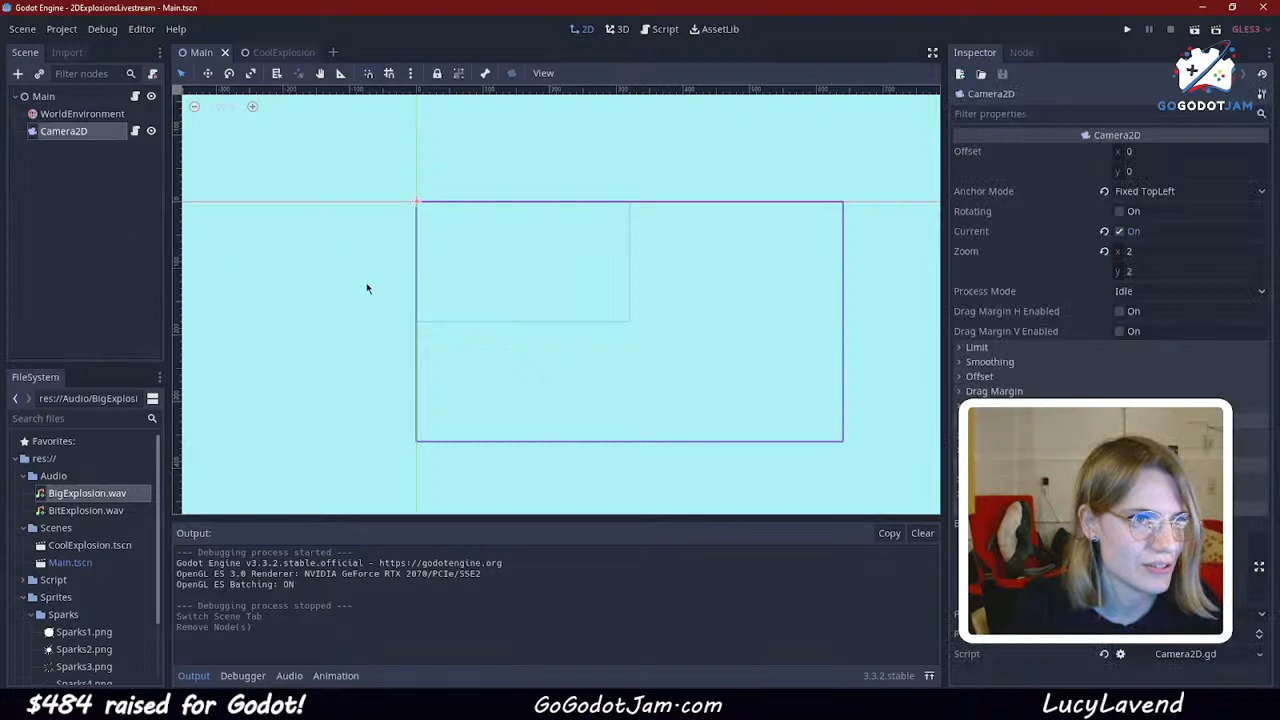 Godot Engine - 2DExplosionsLivestream - Main.tscn
Scene Project Debug Editor Help
2D 3D Script AssetLib
GLES3
Scene Import
Main CoolExplosion
Inspector Node
Filter nodes
View
Camera2D
GOGODOTJAM
Main
WorldEnvironment
Camera2D
Filter properties
Camera2D
Offset x 0
y 0
Anchor Mode Fixed TopLeft
Rotating On
Current On
Zoom x 2
y 2
Process Mode Idle
Drag Margin H Enabled On
Drag Margin V Enabled On
Limit
Smoothing
Offset
Drag Margin
Script Camera2D.gd
FileSystem
res://Audio/BigExplosi
Search files
Favorites:
res://
Audio
BigExplosion.wav
BitExplosion.wav
Scenes
CoolExplosion.tscn
Main.tscn
Script
Sprites
Sparks
Sparks1.png
Sparks2.png
Sparks3.png
Output: Copy Clear
--- Debugging process started ---
Godot Engine v3.3.2.stable.official - https://godotengine.org
OpenGL ES 3.0 Renderer: NVIDIA GeForce RTX 2070/PCIe/SSE2
OpenGL ES Batching: ON
--- Debugging process stopped ---
Switch Scene Tab
Remove Node(s)
Output Debugger Audio Animation 3.3.2.stable
$484 raised for Godot! GoGodotJam.com LucyLavend